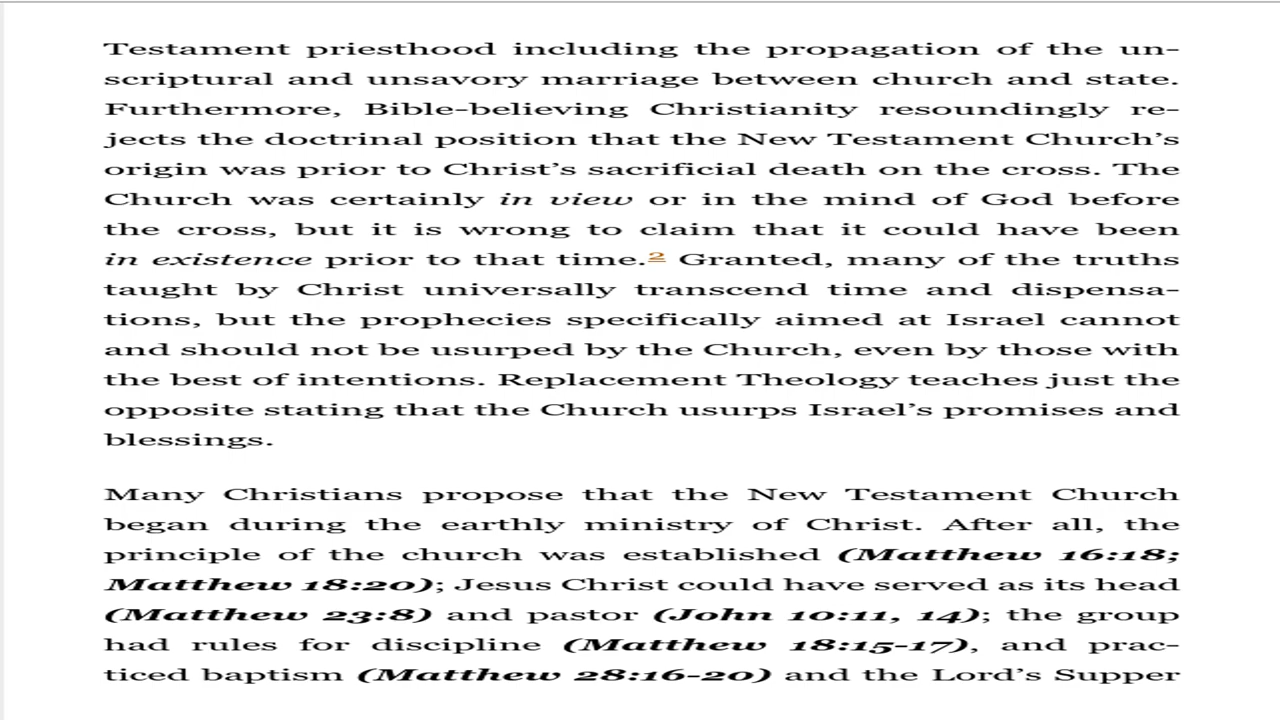 Testament priesthood including the propagation of the un-
scriptural and unsavory marriage between church and state.
Furthermore, Bible-believing Christianity resoundingly re-
jects the doctrinal position that the New Testament Church’s
origin was prior to Christ’s sacrificial death on the cross. The
Church was certainly in view or in the mind of God before
the cross, but it is wrong to claim that it could have been
in existence prior to that time.2 Granted, many of the truths
taught by Christ universally transcend time and dispensa-
tions, but the prophecies specifically aimed at Israel cannot
and should not be usurped by the Church, even by those with
the best of intentions. Replacement Theology teaches just the
opposite stating that the Church usurps Israel’s promises and
blessings.
Many Christians propose that the New Testament Church
began during the earthly ministry of Christ. After all, the
principle of the church was established (Matthew 16:18;
Matthew 18:20); Jesus Christ could have served as its head
(Matthew 23:8) and pastor (John 10:11, 14); the group
had rules for discipline (Matthew 18:15-17), and prac-
ticed baptism (Matthew 28:16-20) and the Lord’s Supper